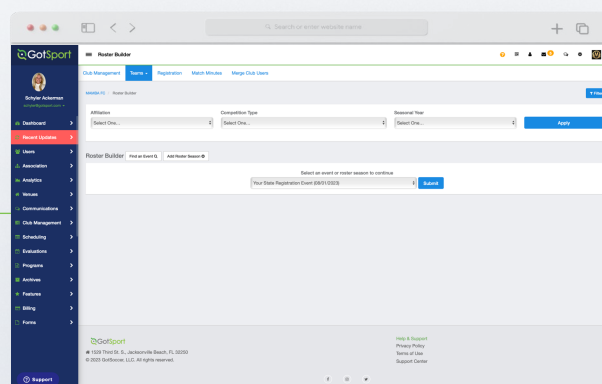 Search or enter website name
GotSport
Roster Builder
Schyler Ackerman
Club Management Teams Registration Match Minutes Merge Club Users
Roster Builder
Filter
Affiliation Competition Type Seasonal Year
Select One... Select One... Select One... Apply
Dashboard
Recent Updates
Users
Association
Analytics
Venues
Communications
Club Management
Scheduling
Evaluations
Programs
Archives
Features
Billing
Forms
Support
Roster Builder Find an Event Add Roster Season
Select an event or roster season to continue
Your State Registration Event (08/01/2023) Submit
GotSport
1529 Third St. S., Jacksonville Beach, FL 32250
© 2023 GotSoccer, LLC. All rights reserved.
Help & Support
Privacy Policy
Terms of Use
Support Center